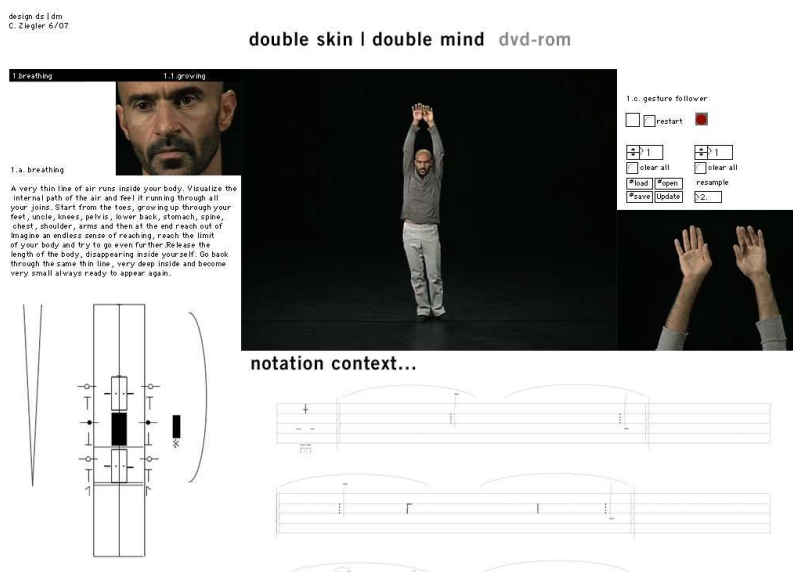 design ds | dm
C. Ziegler 6/07
double skin | double mind dvd-rom
1.breathing
1.1.growing
1.c. gesture follower
restart
1
1
clear all
clear all
#load
#open
resample
#save
Update
2.
1.a. breathing
A very thin line of air runs inside your body. Visualize the
internal path of the air and feel it running through all
your joins. Start from the toes, growing up through your
feet, uncle, knees, pelvis, lower back, stomach, spine,
chest, shoulder, arms and then at the end reach out of
Imagine an endless sense of reaching, reach the limit
of your body and try to go even further.Release the
length of the body, disappearing inside yourself. Go back
through the same thin line, very deep inside and become
very small always ready to appear again.
notation context...